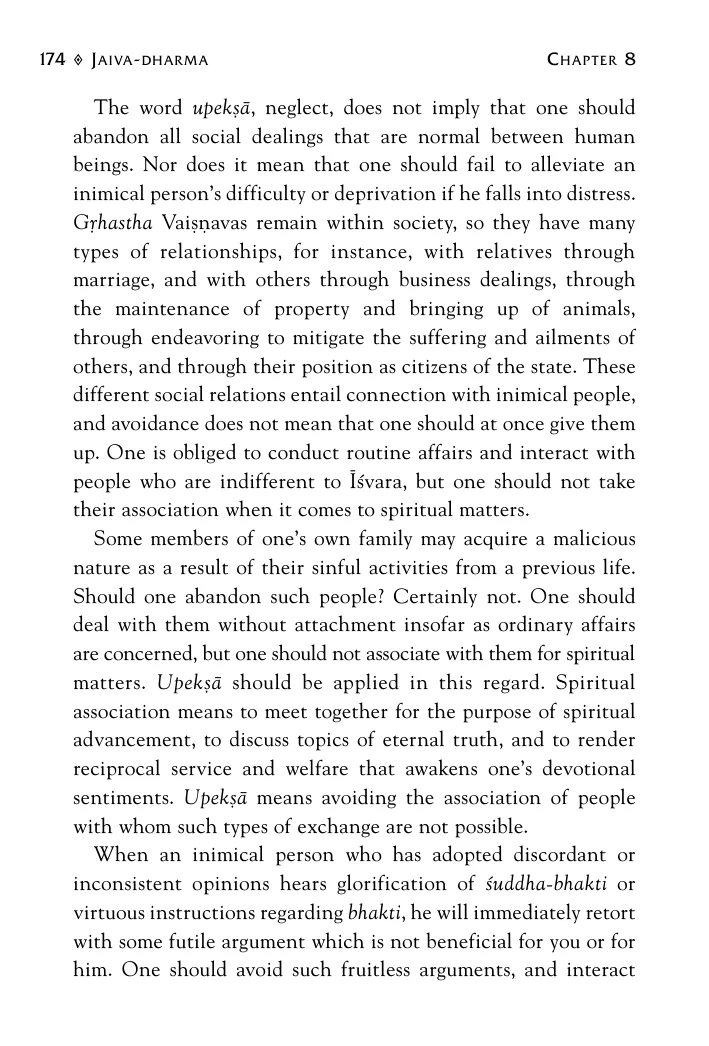 174 ◊ Jaiva-dharma Chapter 8
The word upekṣā, neglect, does not imply that one should
abandon all social dealings that are normal between human
beings. Nor does it mean that one should fail to alleviate an
inimical person's difficulty or deprivation if he falls into distress.
Gṛhastha Vaiṣṇavas remain within society, so they have many
types of relationships, for instance, with relatives through
marriage, and with others through business dealings, through
the maintenance of property and bringing up of animals,
through endeavoring to mitigate the suffering and ailments of
others, and through their position as citizens of the state. These
different social relations entail connection with inimical people,
and avoidance does not mean that one should at once give them
up. One is obliged to conduct routine affairs and interact with
people who are indifferent to Īśvara, but one should not take
their association when it comes to spiritual matters.
Some members of one's own family may acquire a malicious
nature as a result of their sinful activities from a previous life.
Should one abandon such people? Certainly not. One should
deal with them without attachment insofar as ordinary affairs
are concerned, but one should not associate with them for spiritual
matters. Upekṣā should be applied in this regard. Spiritual
association means to meet together for the purpose of spiritual
advancement, to discuss topics of eternal truth, and to render
reciprocal service and welfare that awakens one's devotional
sentiments. Upekṣā means avoiding the association of people
with whom such types of exchange are not possible.
When an inimical person who has adopted discordant or
inconsistent opinions hears glorification of śuddha-bhakti or
virtuous instructions regarding bhakti, he will immediately retort
with some futile argument which is not beneficial for you or for
him. One should avoid such fruitless arguments, and interact